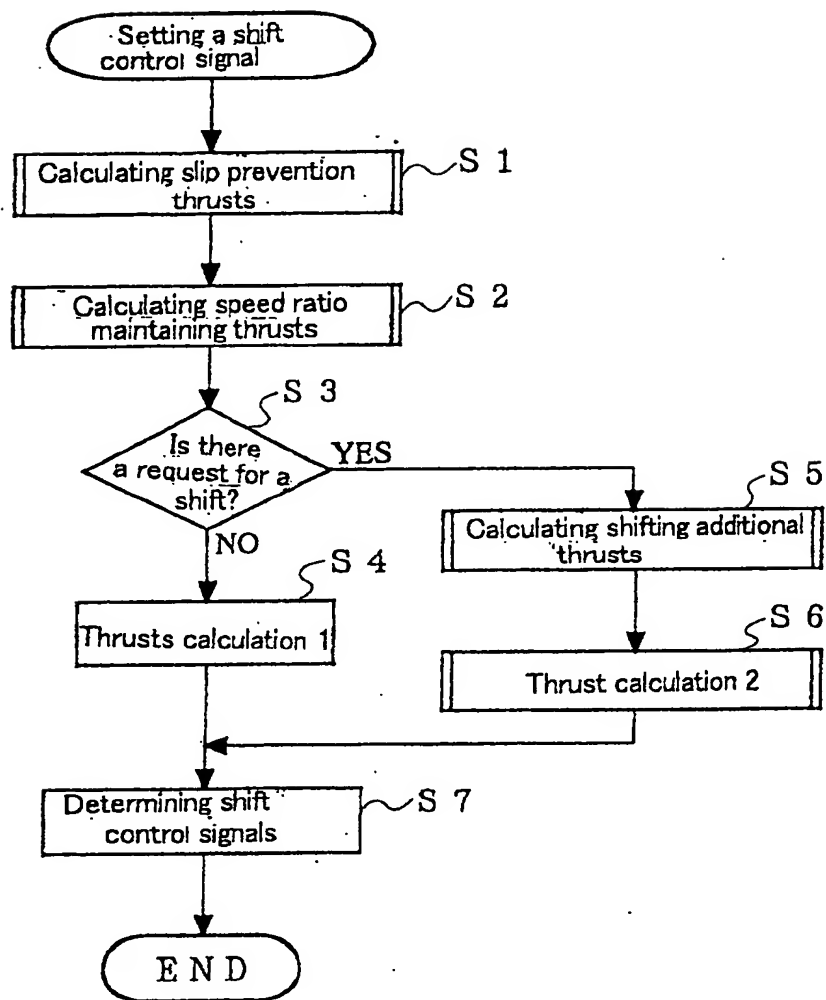 Setting a shift
control signal
Calculating slip prevention
thrusts
S 1
Calculating speed ratio
maintaining thrusts
S 2
S 3
Is there
a request for a
shift?
YES
NO
S 5
Calculating shifting additional
thrusts
S 4
Thrusts calculation 1
S 6
Thrust calculation 2
Determining shift
control signals
S 7
END